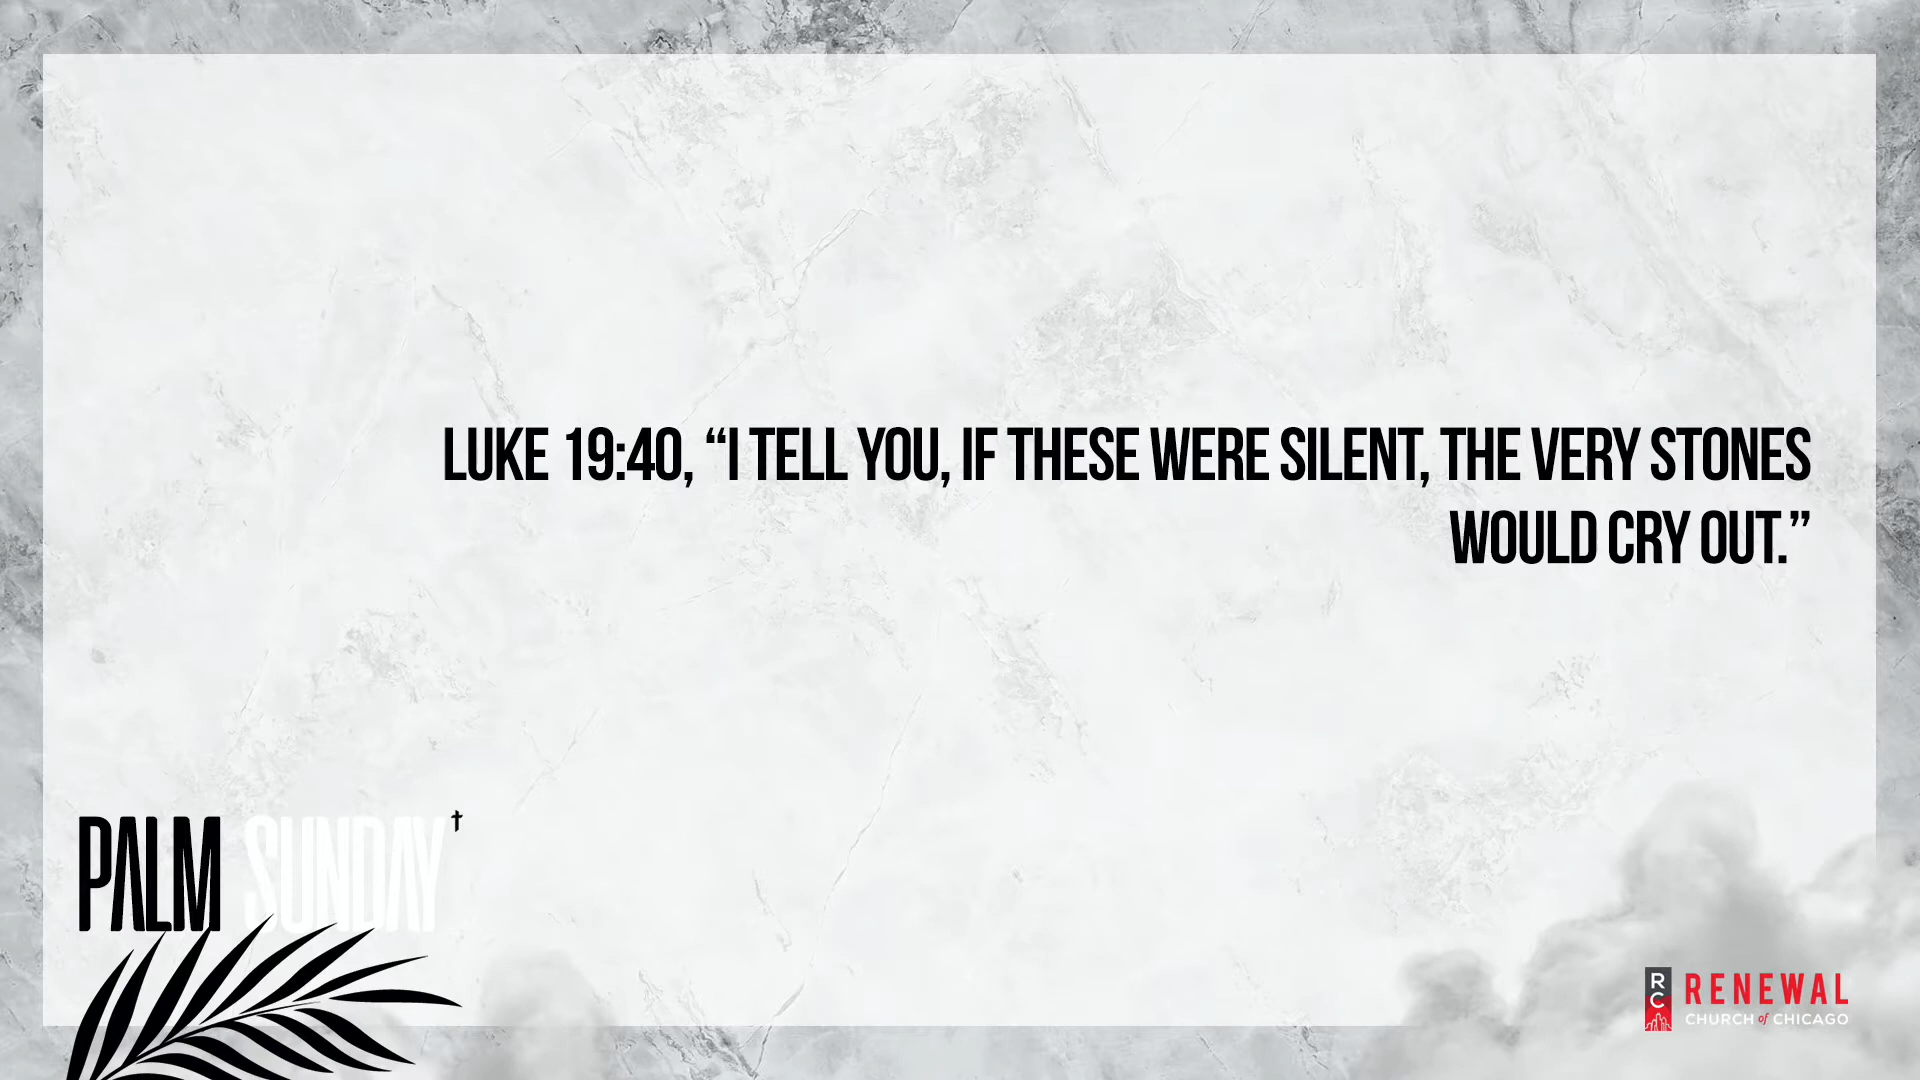 LUKE 19:40, “I TELL YOU, IF THESE WERE SILENT, THE VERY STONES
WOULD CRY OUT.”
PALM SUNDAY
RC RENEWAL
CHURCH of CHICAGO